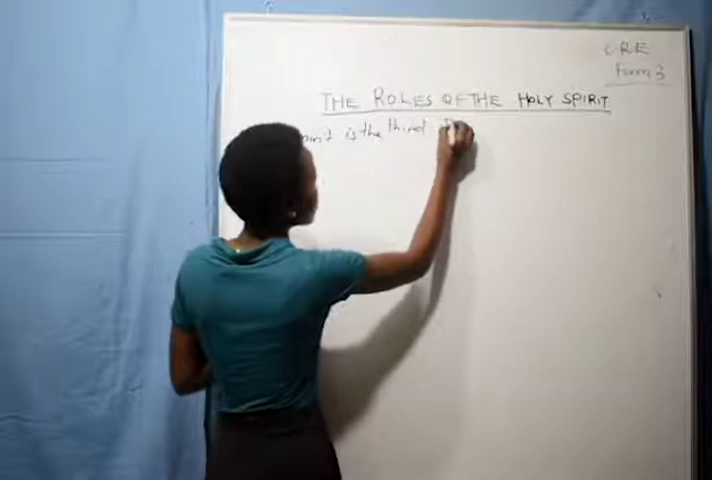 C.R.E
Form 3
THE ROLES OF THE HOLY SPIRIT
is the third